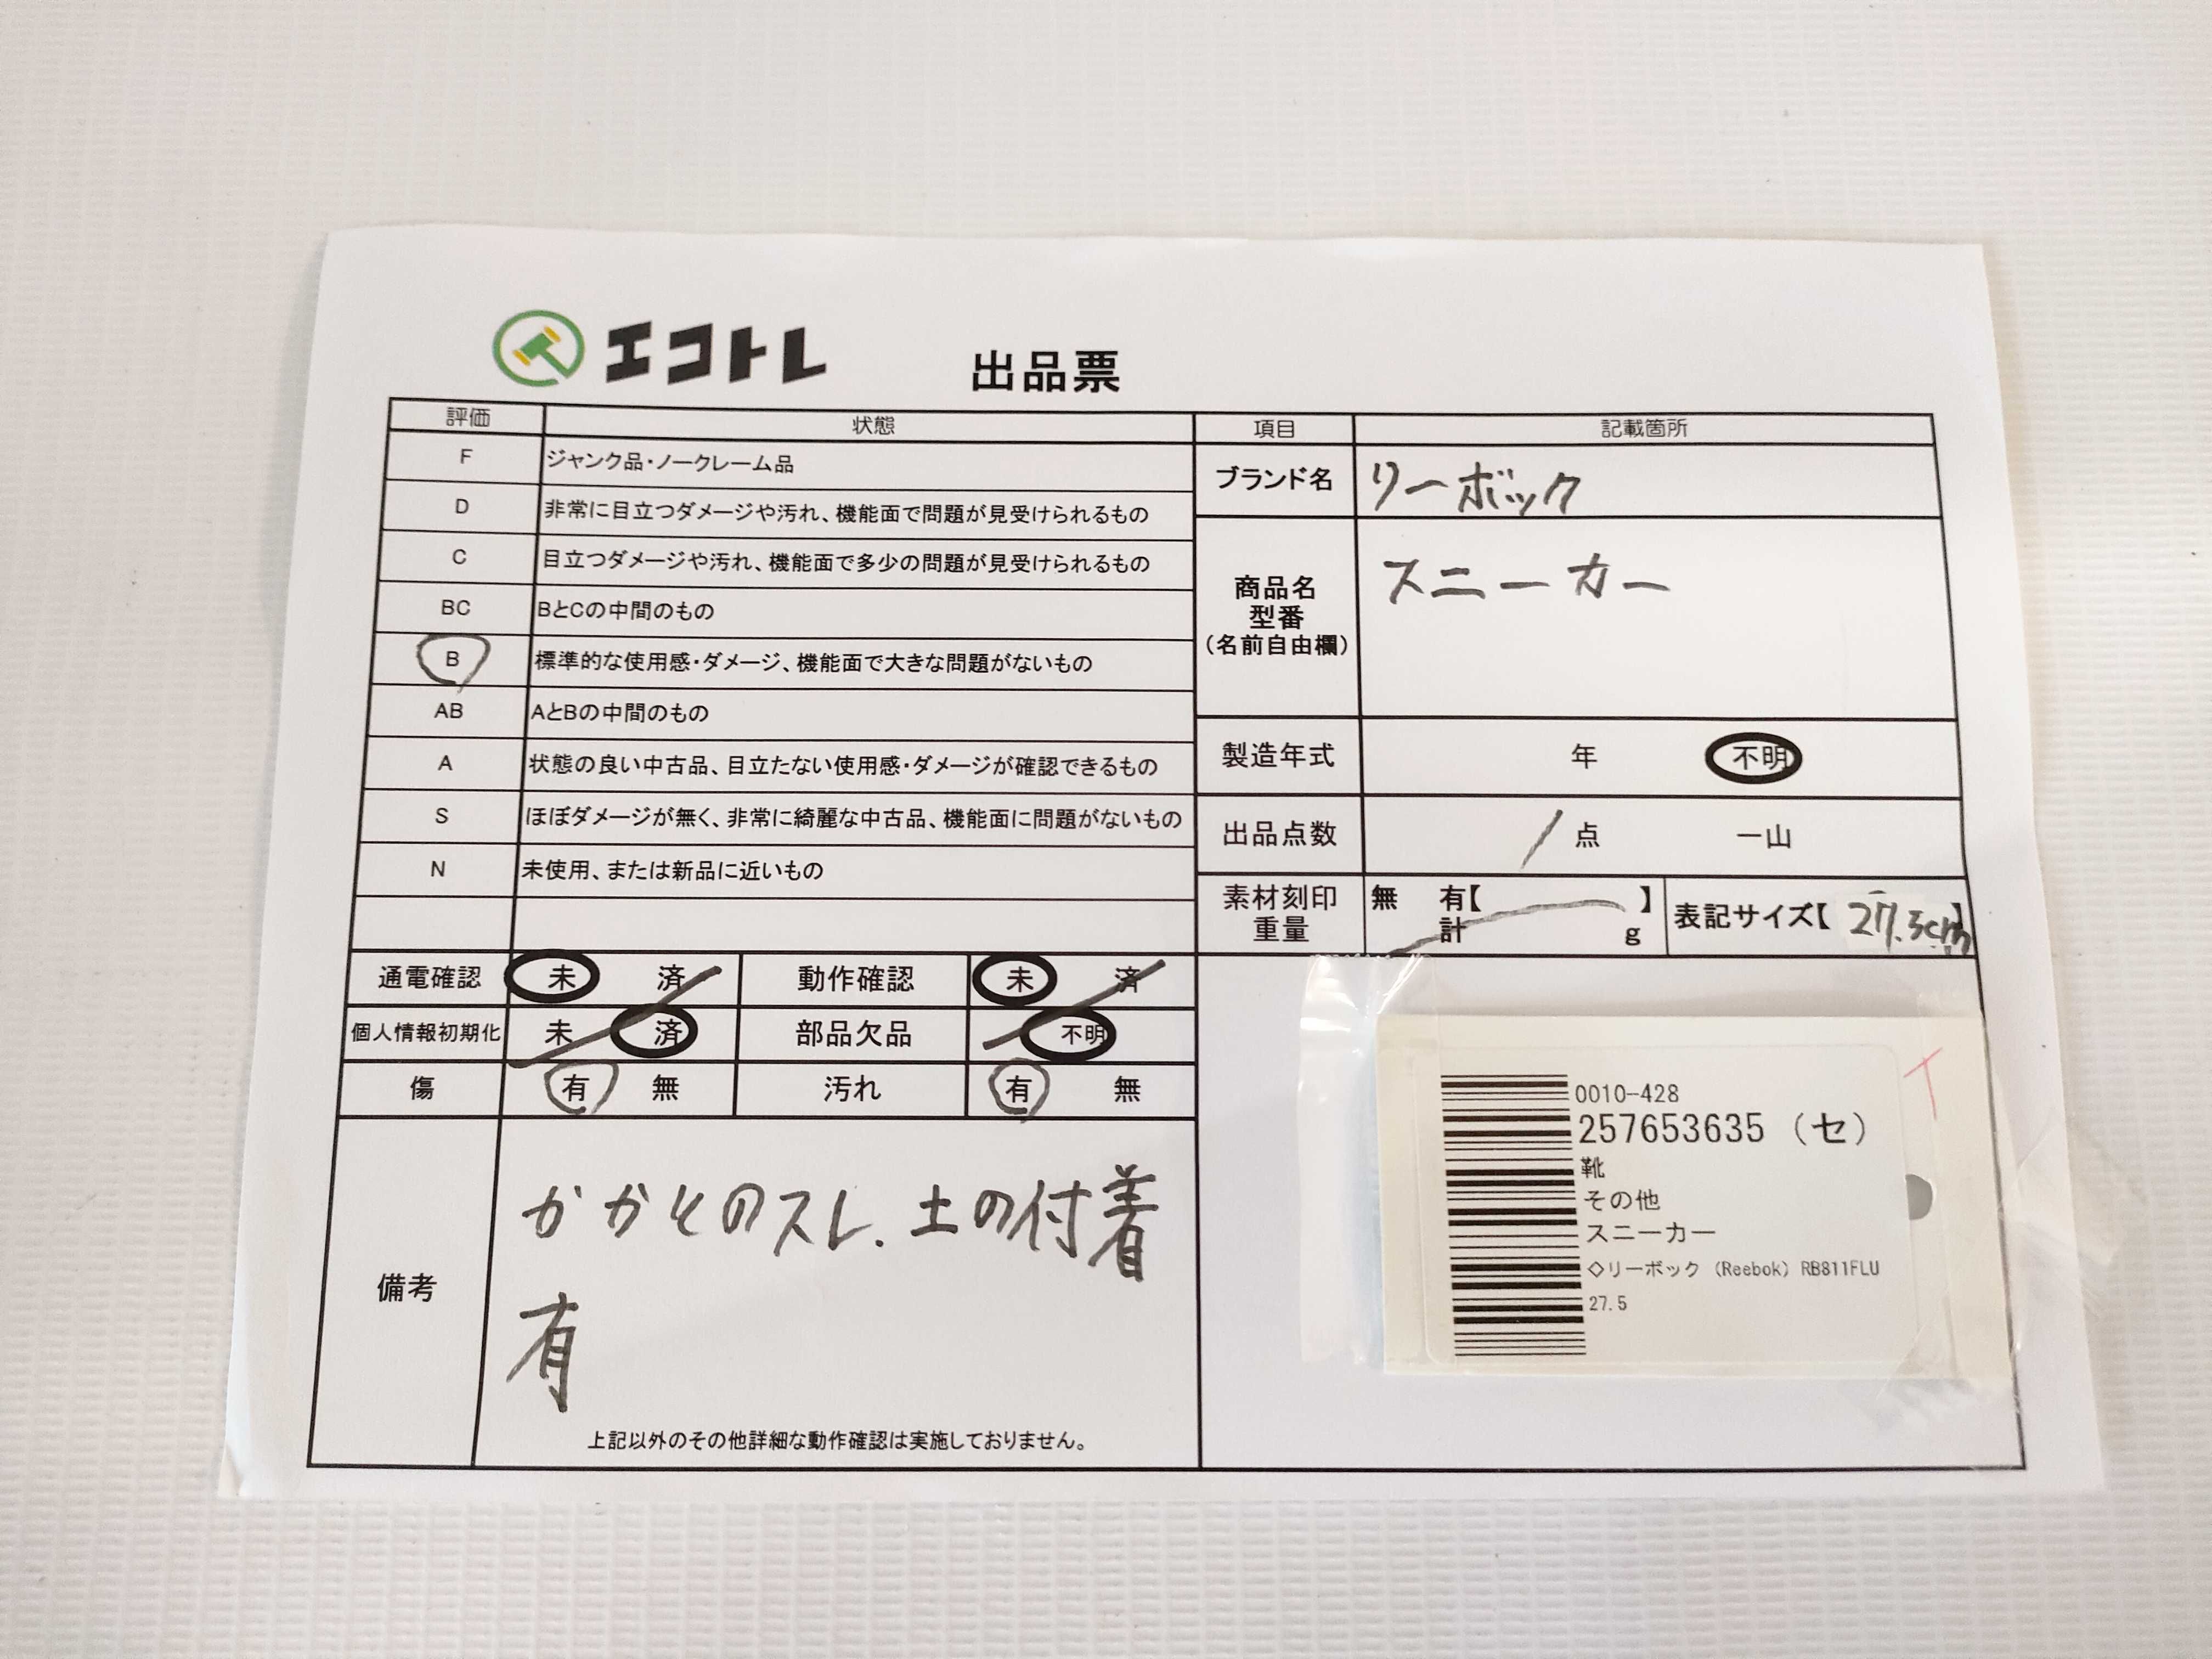 エコトレ 出品票
評価 状態
F ジャンク品・ノークレーム品
D 非常に目立つダメージや汚れ、機能面で問題が見受けられるもの
C 目立つダメージや汚れ、機能面で多少の問題が見受けられるもの
BC BとCの中間のもの
B 標準的な使用感・ダメージ、機能面で大きな問題がないもの
AB AとBの中間のもの
A 状態の良い中古品、目立たない使用感・ダメージが確認できるもの
S ほぼダメージが無く、非常に綺麗な中古品、機能面に問題がないもの
N 未使用、または新品に近いもの
通電確認 未 済 動作確認 未 済
個人情報初期化 未 済 部品欠品 不明
傷 有 無 汚れ 有 無
備考
かかとのスレ、土の付着
有
上記以外のその他詳細な動作確認は実施しておりません。
項目 記載箇所
ブランド名 リーボック
商品名
型番
（名前自由欄）
スニーカー
製造年式 年 不明
出品点数 1 点 一山
素材刻印 無 有【 】
重量 計 g
表記サイズ【 27.5cm】
0010-428
257653635 (セ)
靴
その他
スニーカー
◇リーボック (Reebok) RB811FLU
27.5